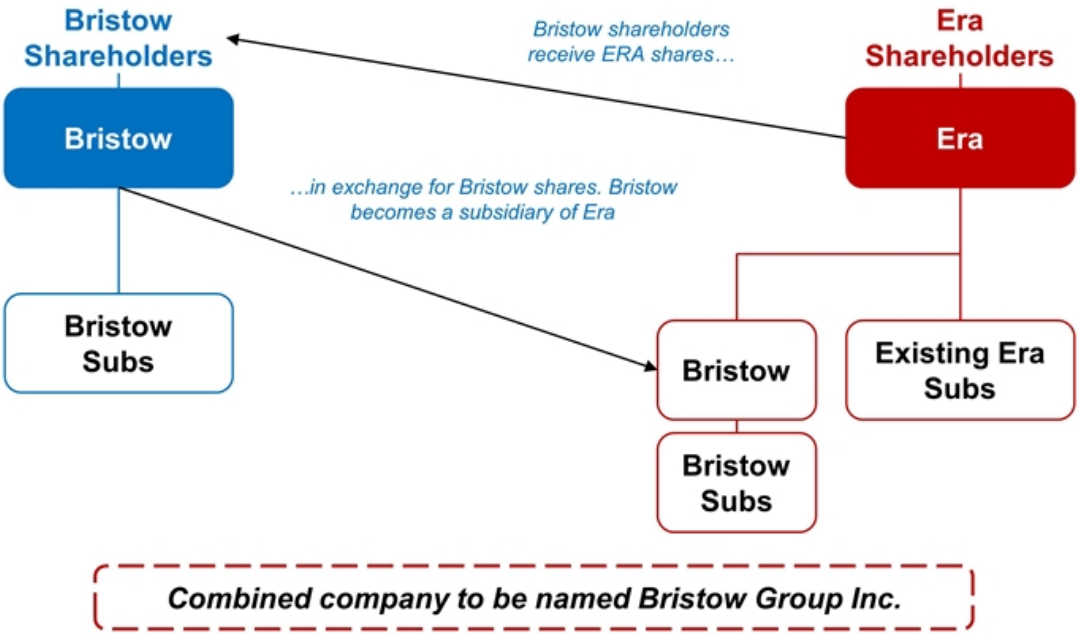 Bristow
Shareholders
Bristow shareholders
receive ERA shares…
Era
Shareholders
Bristow
Era
…in exchange for Bristow shares. Bristow
becomes a subsidiary of Era
Bristow
Subs
Bristow
Existing Era
Subs
Bristow
Subs
Combined company to be named Bristow Group Inc.